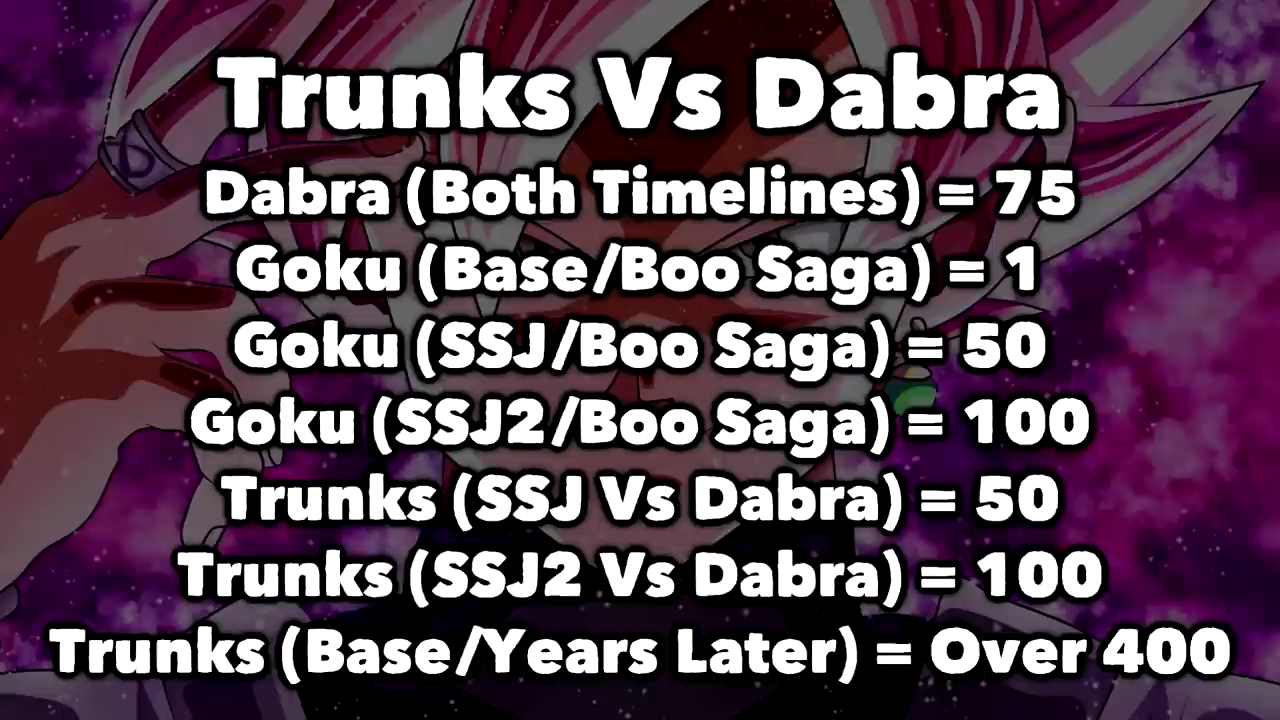 Trunks Vs Dabra
Dabra (Both Timelines) = 75
Goku (Base/Boo Saga) = 1
Goku (SSJ/Boo Saga) = 50
Goku (SSJ2/Boo Saga) = 100
Trunks (SSJ Vs Dabra) = 50
Trunks (SSJ2 Vs Dabra) = 100
Trunks (Base/Years Later) = Over 400